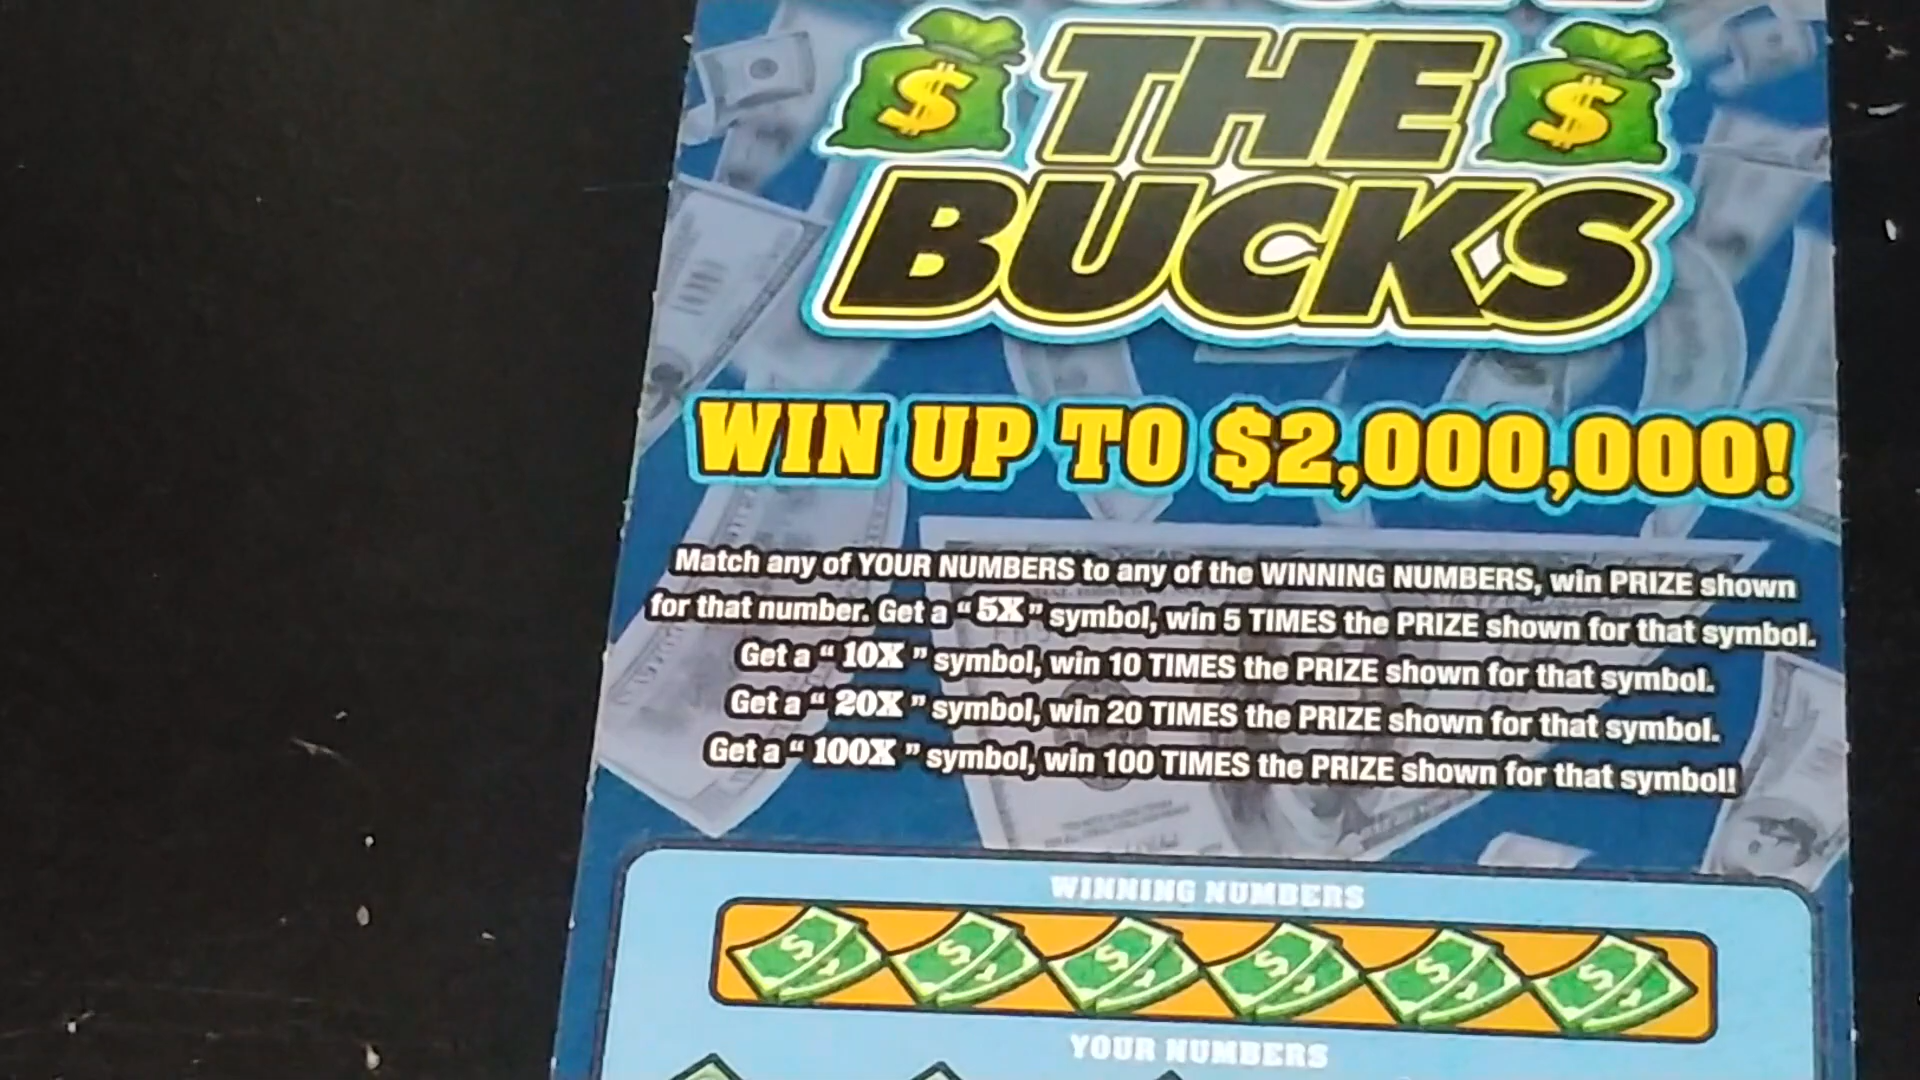 THE
BUCKS
WIN UP TO $2,000,000!
Match any of YOUR NUMBERS to any of the WINNING NUMBERS, win PRIZE shown
for that number. Get a “ 5X ” symbol, win 5 TIMES the PRIZE shown for that symbol.
Get a “ 10X ” symbol, win 10 TIMES the PRIZE shown for that symbol.
Get a “ 20X ” symbol, win 20 TIMES the PRIZE shown for that symbol.
Get a “ 100X ” symbol, win 100 TIMES the PRIZE shown for that symbol!
WINNING NUMBERS
YOUR NUMBERS